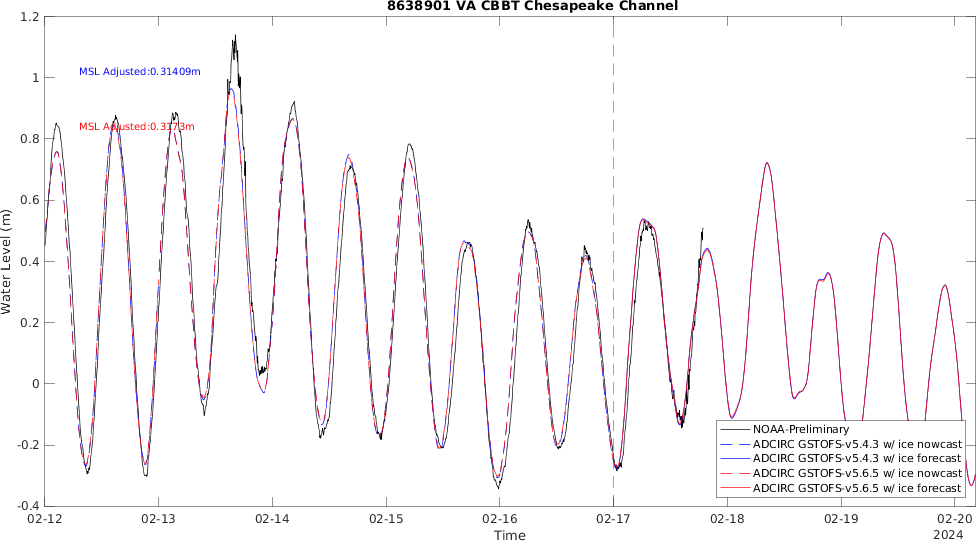 8638901 VA CBBT Chesapeake Channel
1.2
1
0.8
0.6
0.4
0.2
0
-0.2
-0.4
Water Level (m)
MSL Adjusted:0.31409m
MSL Adjusted:0.3173m
NOAA-Preliminary
ADCIRC GSTOFS-v5.4.3 w/ ice nowcast
ADCIRC GSTOFS-v5.4.3 w/ ice forecast
ADCIRC GSTOFS-v5.6.5 w/ ice nowcast
ADCIRC GSTOFS-v5.6.5 w/ ice forecast
02-12 02-13 02-14 02-15 02-16 02-17 02-18 02-19 02-20
Time
2024